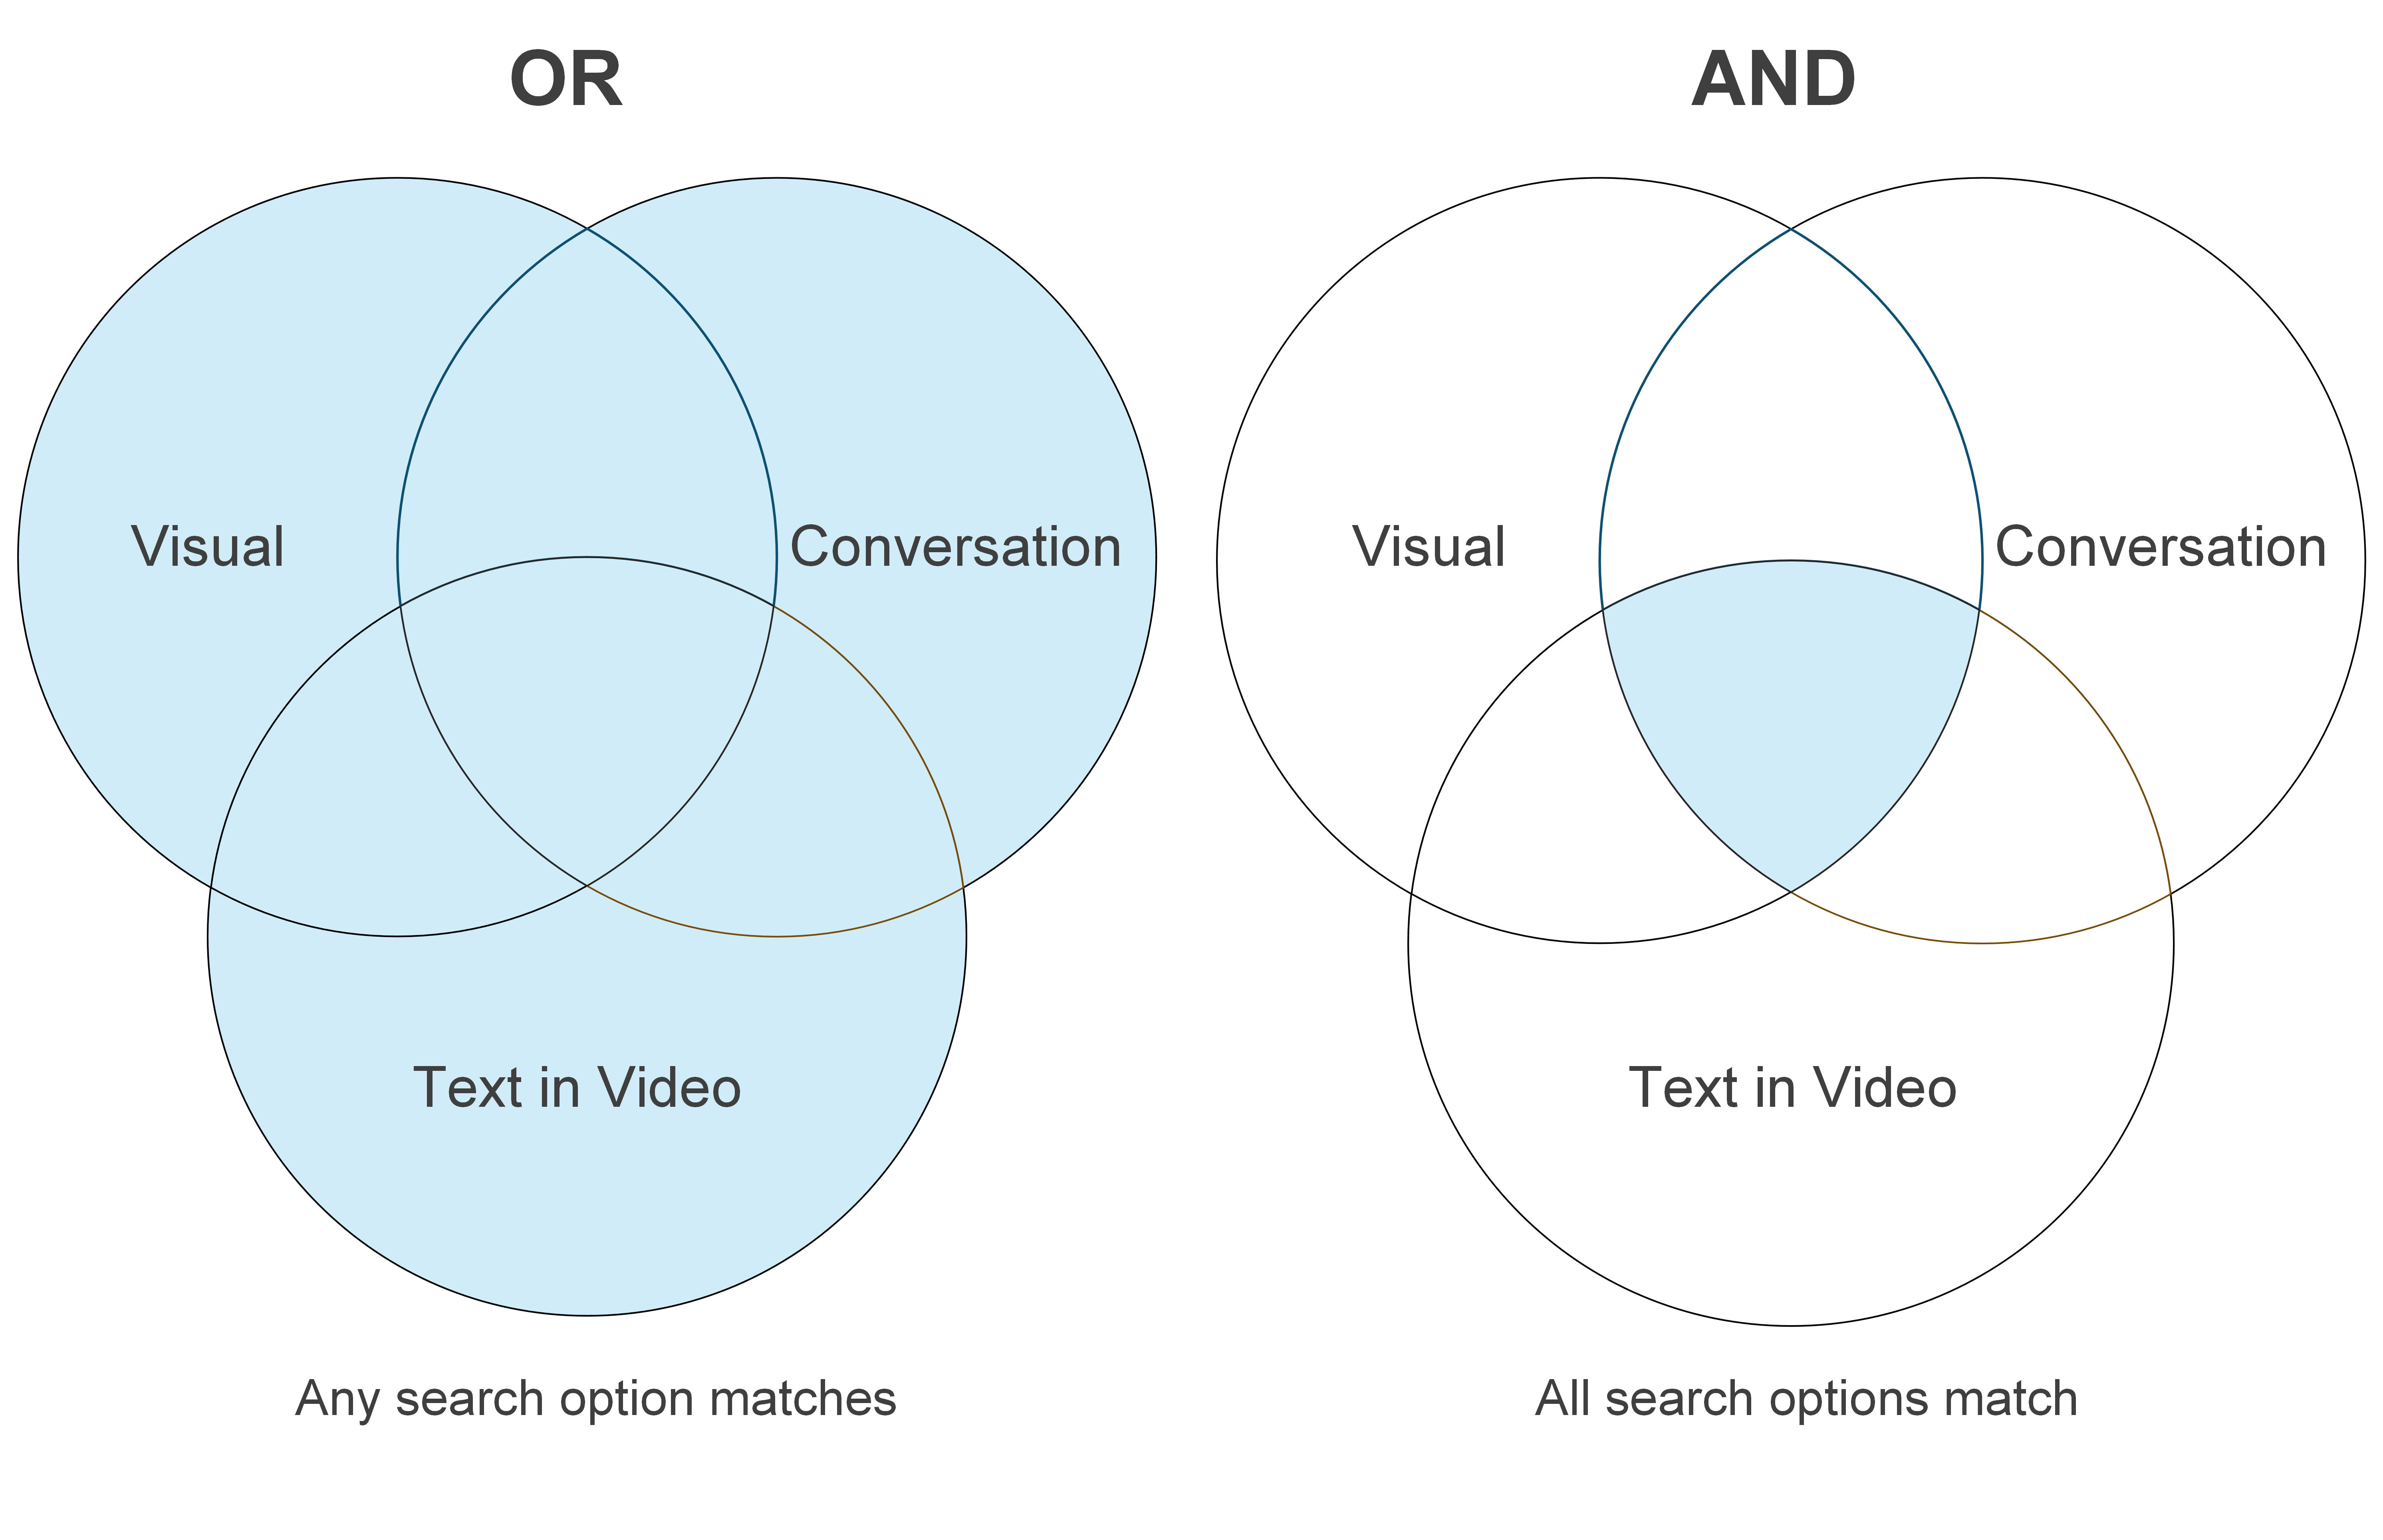 OR
Visual
Conversation
Text in Video
Any search option matches
AND
Visual
Conversation
Text in Video
All search options match